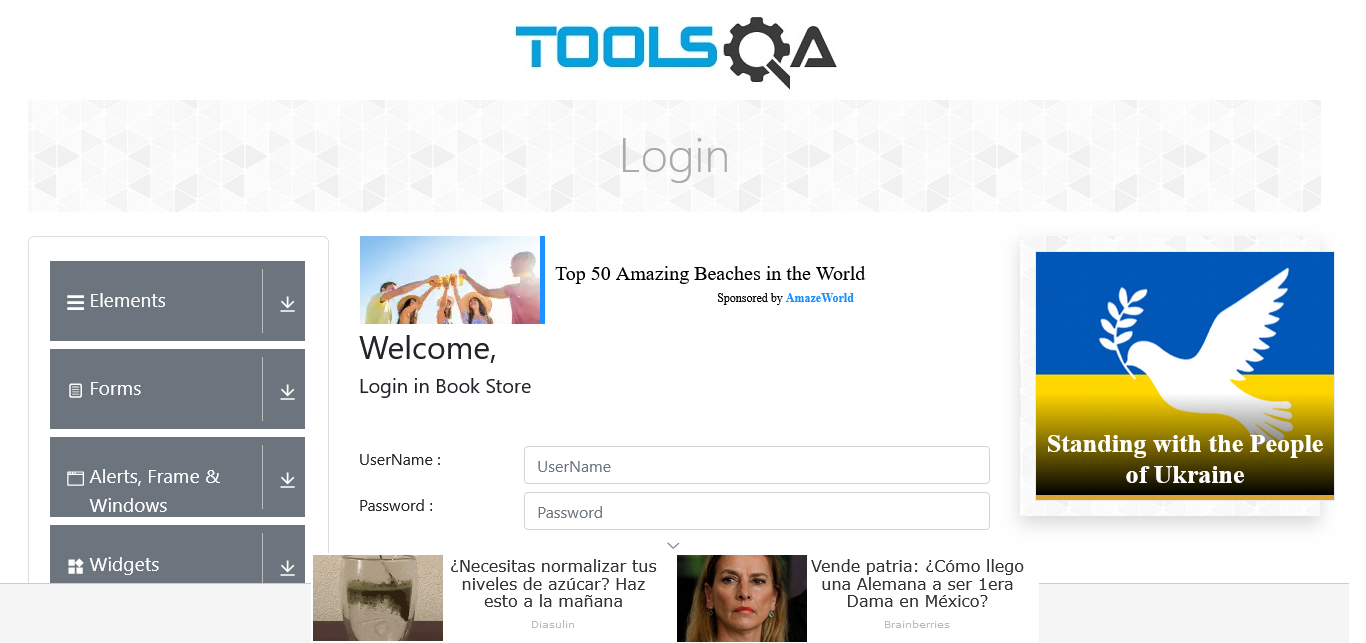 TOOLSQA
Login
Elements
Forms
Alerts, Frame &
Windows
Widgets
Top 50 Amazing Beaches in the World
Sponsored by AmazeWorld
Welcome,
Login in Book Store
UserName :
UserName
Password :
Password
Standing with the People
of Ukraine
¿Necesitas normalizar tus
niveles de azúcar? Haz
esto a la mañana
Diasulin
Vende patria: ¿Cómo llego
una Alemana a ser 1era
Dama en México?
Brainberries